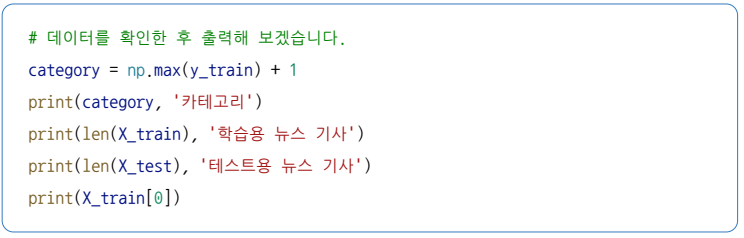 # 데이터를 확인한 후 출력해 보겠습니다.
category = np.max(y_train) + 1
print(category, '카테고리')
print(len(X_train), '학습용 뉴스 기사')
print(len(X_test), '테스트용 뉴스 기사')
print(X_train[0])